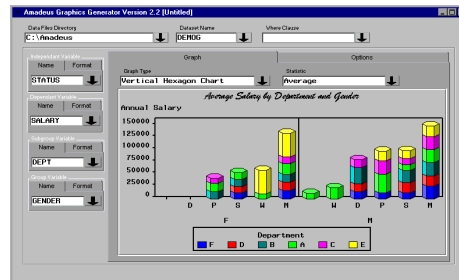 Amadeus Graphics Generator Version 2.2 [Untitled]
Data Files Directory
Dataset Name
Where Clause
C:\Amadeus
DEMOG
Independent Variable
Name Format
STATUS
Dependent Variable
Name Format
SALARY
Subgroup Variable
Name Format
DEPT
Group Variable
Name Format
GENDER
Graph
Options
Graph Type
Statistic
Vertical Hexagon Chart
Average
Average Salary by Department and Gender
Annual Salary
150000
125000
100000
75000
50000
25000
0
D P S W M D P S M
F M
Department
F D B A C E